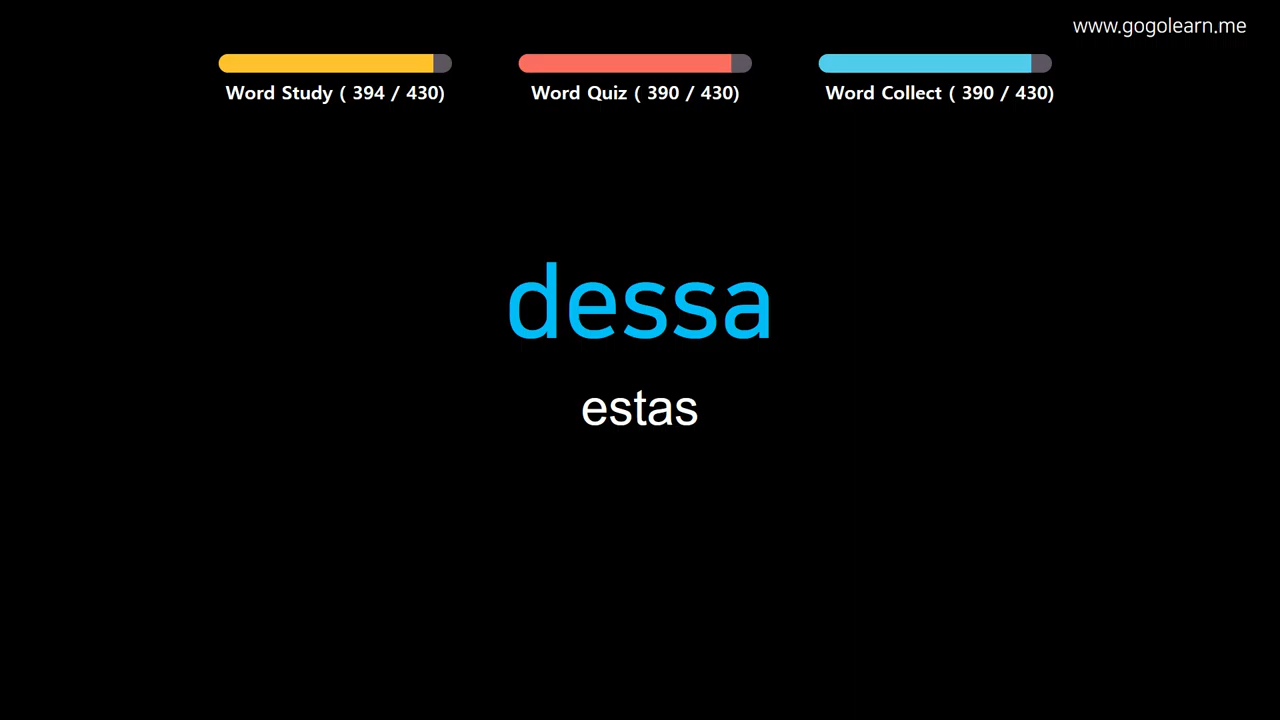 www.gogolearn.me
Word Study ( 394 / 430)
Word Quiz ( 390 / 430)
Word Collect ( 390 / 430)
dessa
estas